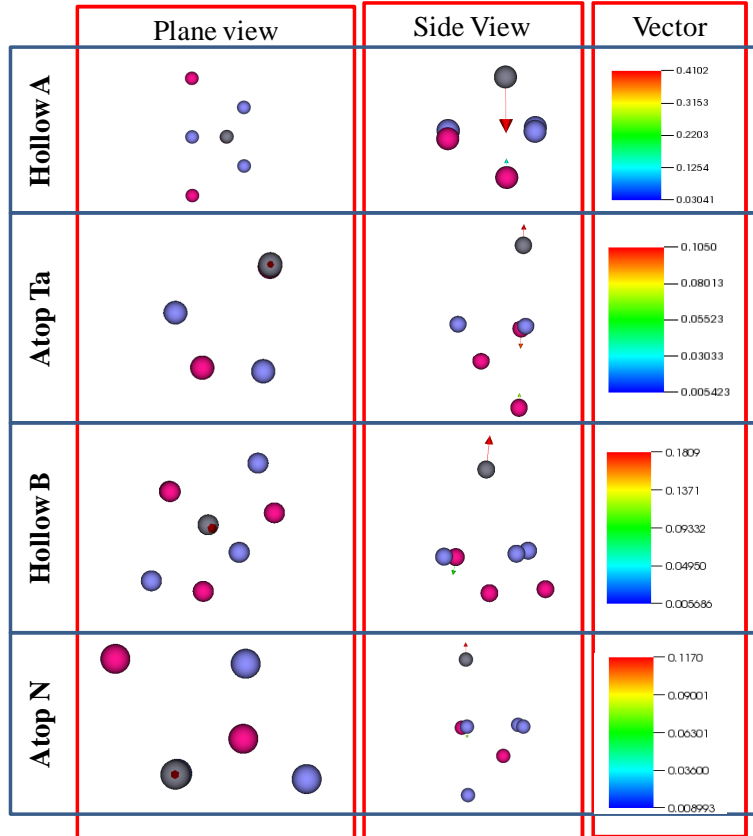 Plane view
Side View
Vector
Hollow A
0.4102
0.3153
0.2203
0.1254
0.03041
Atop Ta
0.1050
0.08013
0.05523
0.03033
0.005423
Hollow B
0.1809
0.1371
0.09332
0.04950
0.005686
Atop N
0.1170
0.09001
0.06301
0.03600
0.008993